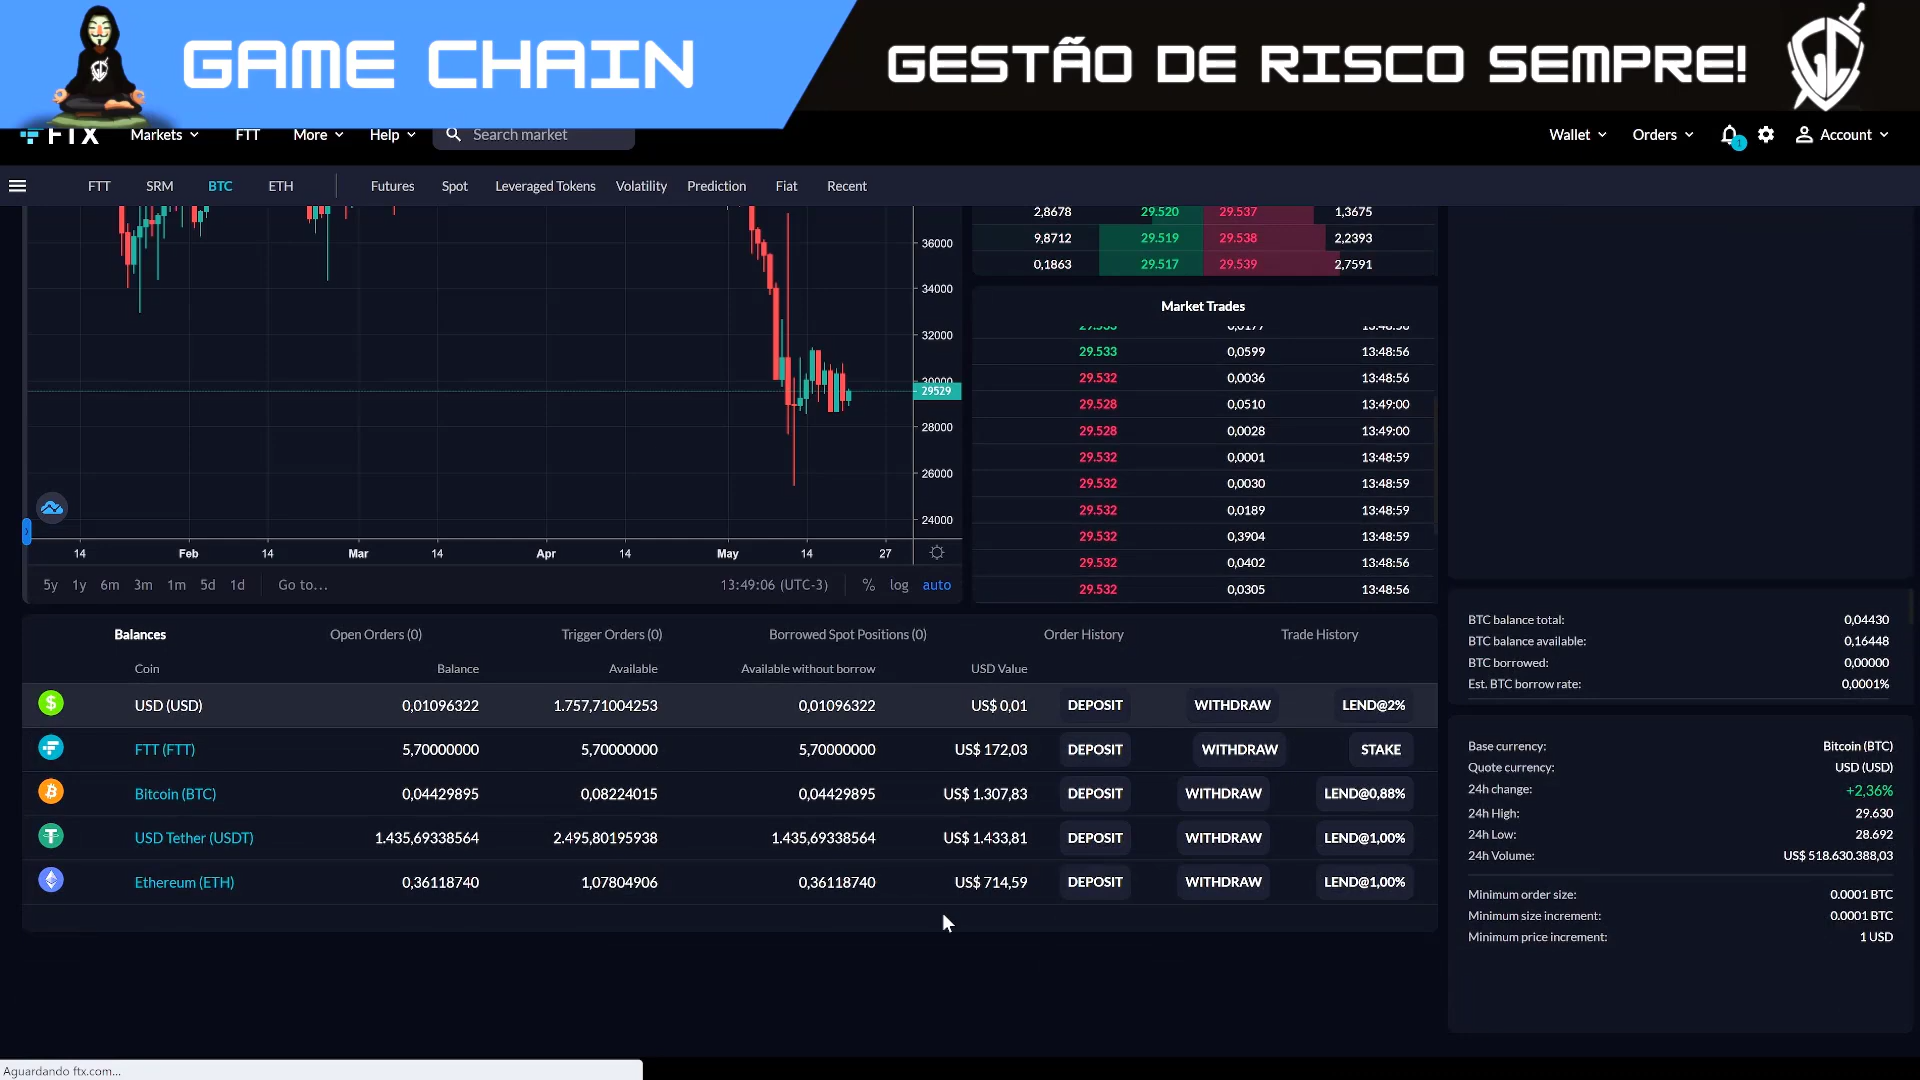 GAME CHAIN
GESTÃO DE RISCO SEMPRE!
FTX Markets FTT More Help Search market Wallet Orders 1 Account
FTT SRM BTC ETH Futures Spot Leveraged Tokens Volatility Prediction Fiat Recent
36000
34000
32000
30000
29529
28000
26000
24000
14 Feb 14 Mar 14 Apr 14 May 14 27
5y 1y 6m 3m 1m 5d 1d Go to... 13:49:06 (UTC-3) % log auto
2,8678 29.520 29.537 1,3675
9,8712 29.519 29.538 2,2393
0,1863 29.517 29.539 2,7591
Market Trades
29.533 0,0177 13:48:56
29.533 0,0599 13:48:56
29.532 0,0036 13:48:56
29.528 0,0510 13:49:00
29.528 0,0028 13:49:00
29.532 0,0001 13:48:59
29.532 0,0030 13:48:59
29.532 0,0189 13:48:59
29.532 0,3904 13:48:59
29.532 0,0402 13:48:56
29.532 0,0305 13:48:56
Balances Open Orders (0) Trigger Orders (0) Borrowed Spot Positions (0) Order History Trade History
Coin Balance Available Available without borrow USD Value
USD (USD) 0,01096322 1.757,71004253 0,01096322 US$ 0,01 DEPOSIT WITHDRAW LEND@2%
FTT (FTT) 5,70000000 5,70000000 5,70000000 US$ 172,03 DEPOSIT WITHDRAW STAKE
Bitcoin (BTC) 0,04429895 0,08224015 0,04429895 US$ 1.307,83 DEPOSIT WITHDRAW LEND@0,88%
USD Tether (USDT) 1.435,69338564 2.495,80195938 1.435,69338564 US$ 1.433,81 DEPOSIT WITHDRAW LEND@1,00%
Ethereum (ETH) 0,36118740 1,07804906 0,36118740 US$ 714,59 DEPOSIT WITHDRAW LEND@1,00%
BTC balance total: 0,04430
BTC balance available: 0,16448
BTC borrowed: 0,00000
Est. BTC borrow rate: 0,0001%
Base currency: Bitcoin (BTC)
Quote currency: USD (USD)
24h change: +2,36%
24h High: 29.630
24h Low: 28.692
24h Volume: US$ 518.630.388,03
Minimum order size: 0.0001 BTC
Minimum size increment: 0.0001 BTC
Minimum price increment: 1 USD
Aguardando ftx.com...